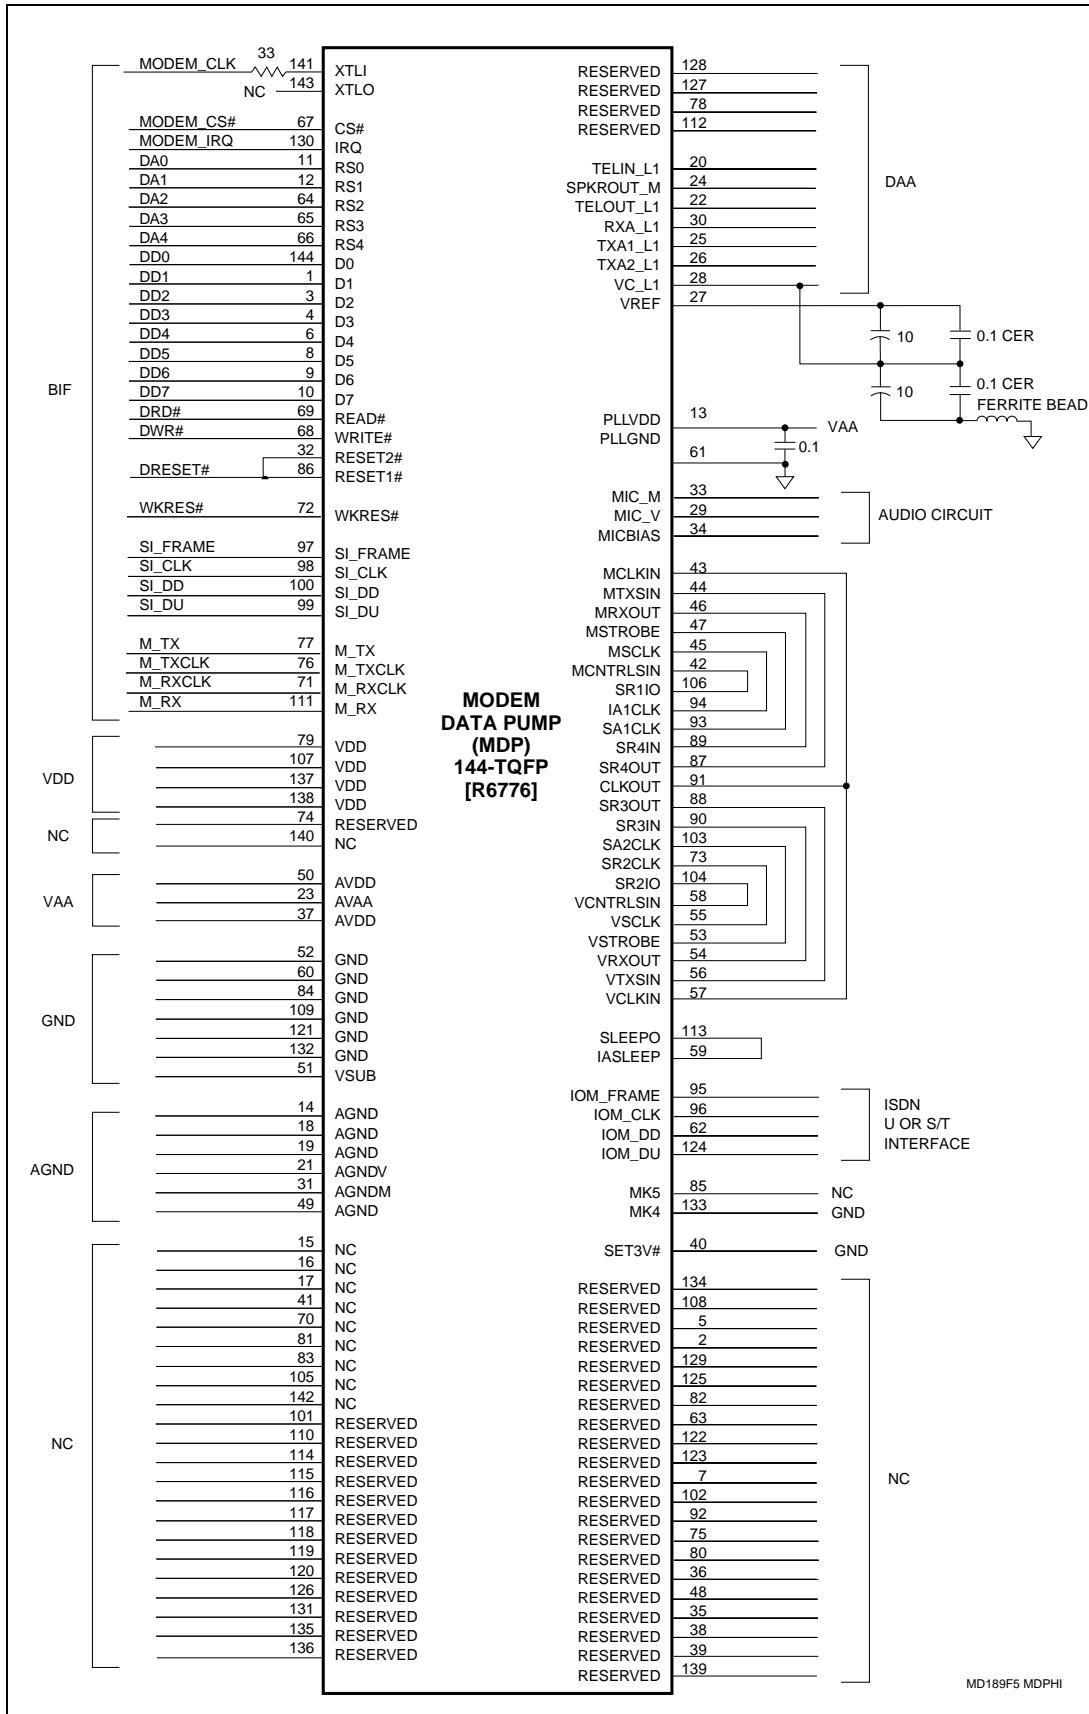 33
MODEM_CLK 141 XTLI
NC 143 XTLO
MODEM_CS# 67 CS#
MODEM_IRQ 130 IRQ
DA0 11 RS0
DA1 12 RS1
DA2 64 RS2
DA3 65 RS3
DA4 66 RS4
DD0 144 D0
DD1 1 D1
DD2 3 D2
DD3 4 D3
DD4 6 D4
DD5 8 D5
DD6 9 D6
DD7 10 D7
DRD# 69 READ#
DWR# 68 WRITE#
32 RESET2#
DRESET# 86 RESET1#
WKRES# 72 WKRES#
SI_FRAME 97 SI_FRAME
SI_CLK 98 SI_CLK
SI_DD 100 SI_DD
SI_DU 99 SI_DU
M_TX 77 M_TX
M_TXCLK 76 M_TXCLK
M_RXCLK 71 M_RXCLK
M_RX 111 M_RX
BIF
79 VDD
107 VDD
137 VDD
138 VDD
VDD
74 RESERVED
140 NC
NC
50 AVDD
23 AVAA
37 AVDD
VAA
52 GND
60 GND
84 GND
109 GND
121 GND
132 GND
51 VSUB
GND
14 AGND
18 AGND
19 AGND
21 AGNDV
31 AGNDM
49 AGND
AGND
15 NC
16 NC
17 NC
41 NC
70 NC
81 NC
83 NC
105 NC
142 NC
101 RESERVED
110 RESERVED
114 RESERVED
115 RESERVED
116 RESERVED
117 RESERVED
118 RESERVED
119 RESERVED
120 RESERVED
126 RESERVED
131 RESERVED
135 RESERVED
136 RESERVED
NC
MODEM
DATA PUMP
(MDP)
144-TQFP
[R6776]
RESERVED 128
RESERVED 127
RESERVED 78
RESERVED 112
TELIN_L1 20
SPKROUT_M 24
TELOUT_L1 22
RXA_L1 30
TXA1_L1 25
TXA2_L1 26
VC_L1 28
VREF 27
DAA
10 0.1 CER
10 0.1 CER
FERRITE BEAD
PLLVDD 13 VAA
PLLGND 61
0.1
MIC_M 33
MIC_V 29
MICBIAS 34
AUDIO CIRCUIT
MCLKIN 43
MTXSIN 44
MRXOUT 46
MSTROBE 47
MSCLK 45
MCNTRLSIN 42
SR1IO 106
IA1CLK 94
SA1CLK 93
SR4IN 89
SR4OUT 87
CLKOUT 91
SR3OUT 88
SR3IN 90
SA2CLK 103
SR2CLK 73
SR2IO 104
VCNTRLSIN 58
VSCLK 55
VSTROBE 53
VRXOUT 54
VTXSIN 56
VCLKIN 57
SLEEPO 113
IASLEEP 59
IOM_FRAME 95
IOM_CLK 96
IOM_DD 62
IOM_DU 124
ISDN
U OR S/T
INTERFACE
MK5 85 NC
MK4 133 GND
SET3V# 40 GND
RESERVED 134
RESERVED 108
RESERVED 5
RESERVED 2
RESERVED 129
RESERVED 125
RESERVED 82
RESERVED 63
RESERVED 122
RESERVED 123
RESERVED 7
RESERVED 102
RESERVED 92
RESERVED 75
RESERVED 80
RESERVED 36
RESERVED 48
RESERVED 35
RESERVED 38
RESERVED 39
RESERVED 139
NC
MD189F5 MDPHI